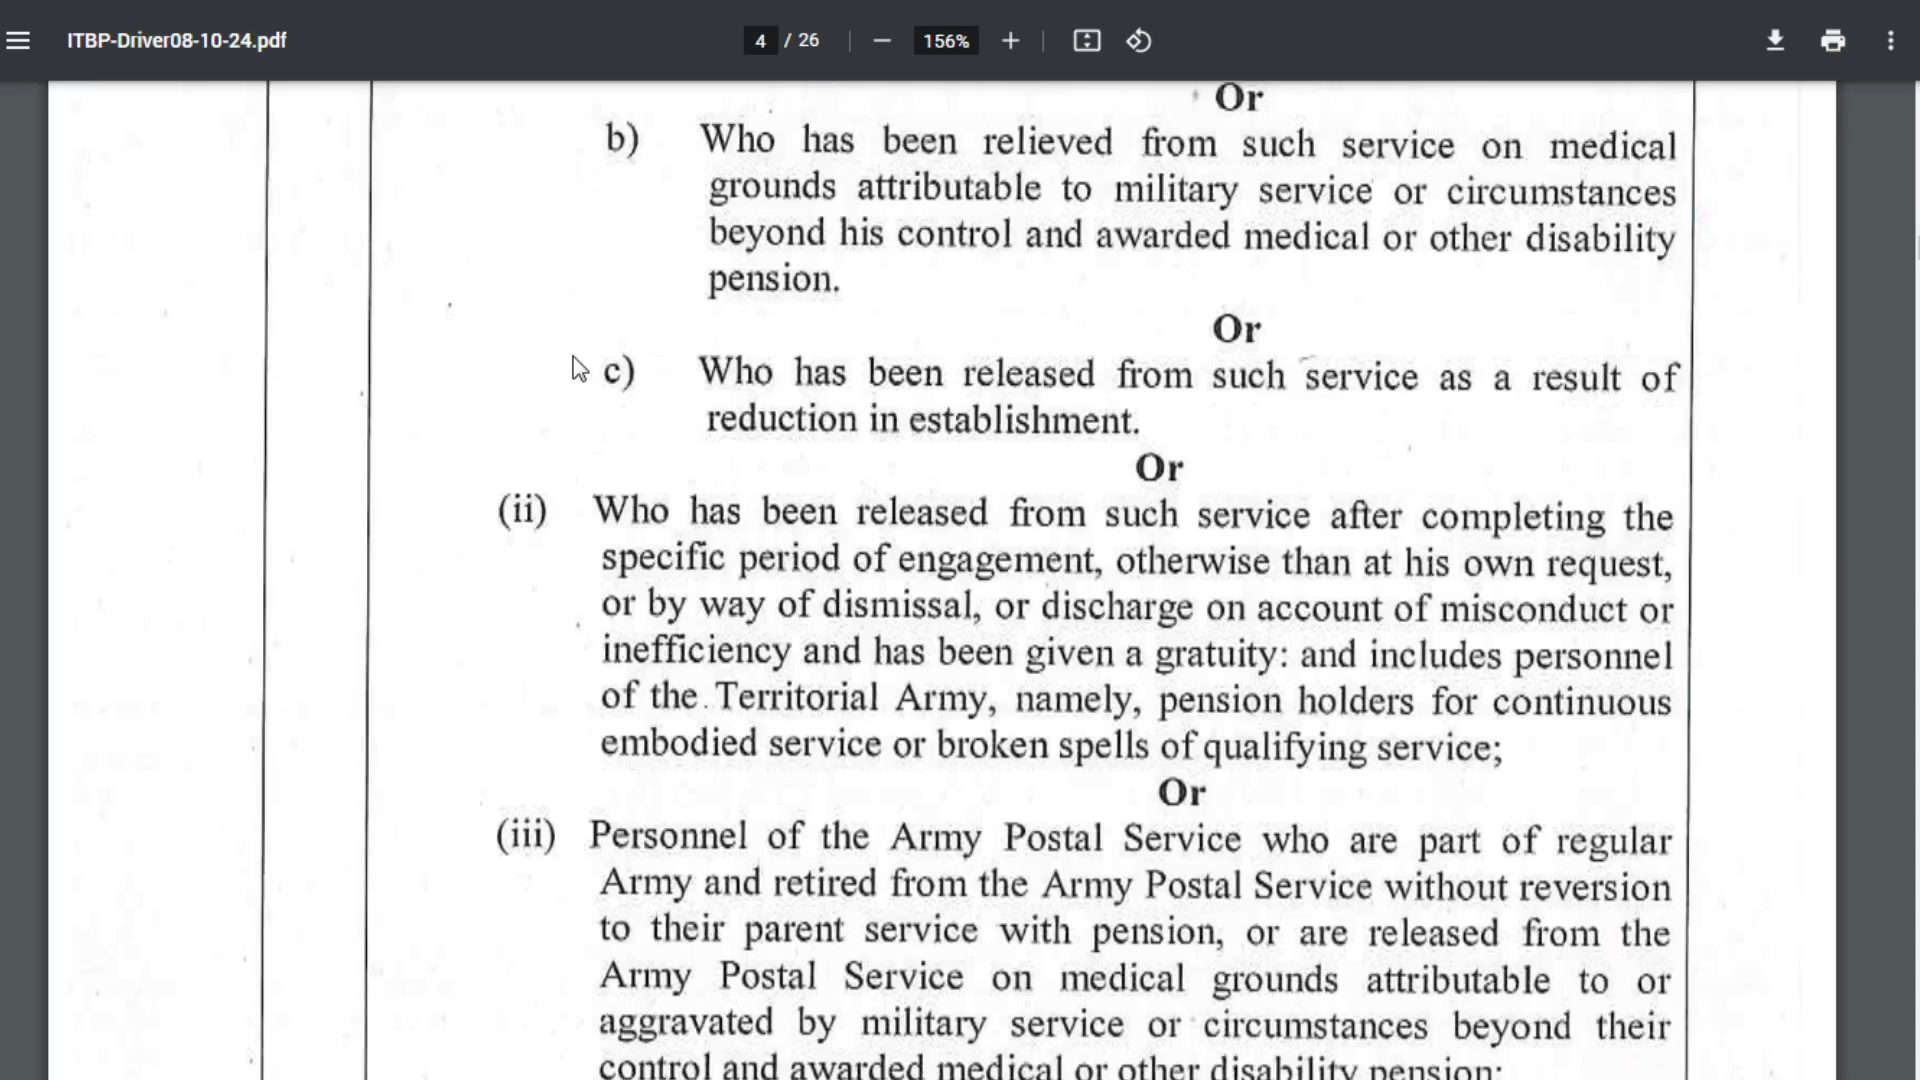 ITBP-Driver08-10-24.pdf
4 / 26
156%
Or
b) Who has been relieved from such service on medical
grounds attributable to military service or circumstances
beyond his control and awarded medical or other disability
pension.
Or
c) Who has been released from such service as a result of
reduction in establishment.
Or
(ii) Who has been released from such service after completing the
specific period of engagement, otherwise than at his own request,
or by way of dismissal, or discharge on account of misconduct or
inefficiency and has been given a gratuity: and includes personnel
of the Territorial Army, namely, pension holders for continuous
embodied service or broken spells of qualifying service;
Or
(iii) Personnel of the Army Postal Service who are part of regular
Army and retired from the Army Postal Service without reversion
to their parent service with pension, or are released from the
Army Postal Service on medical grounds attributable to or
aggravated by military service or circumstances beyond their
control and awarded medical or other disability pension;